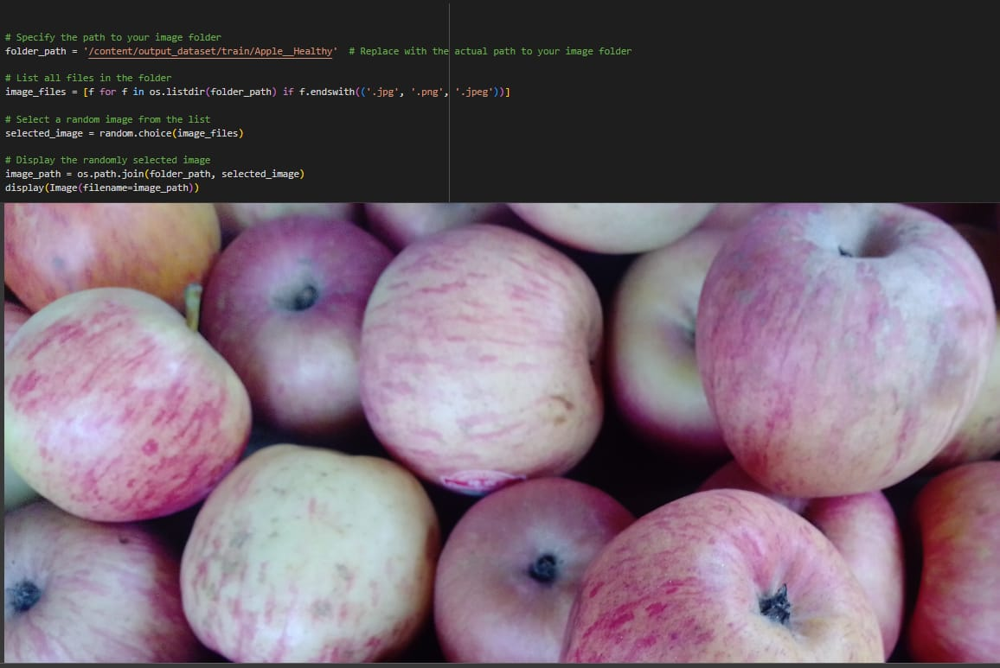 # Specify the path to your image folder
folder_path = '/content/output_dataset/train/Apple__Healthy'  # Replace with the actual path to your image folder
# List all files in the folder
image_files = [f for f in os.listdir(folder_path) if f.endswith(('.jpg', '.png', '.jpeg'))]
# Select a random image from the list
selected_image = random.choice(image_files)
# Display the randomly selected image
image_path = os.path.join(folder_path, selected_image)
display(Image(filename=image_path))